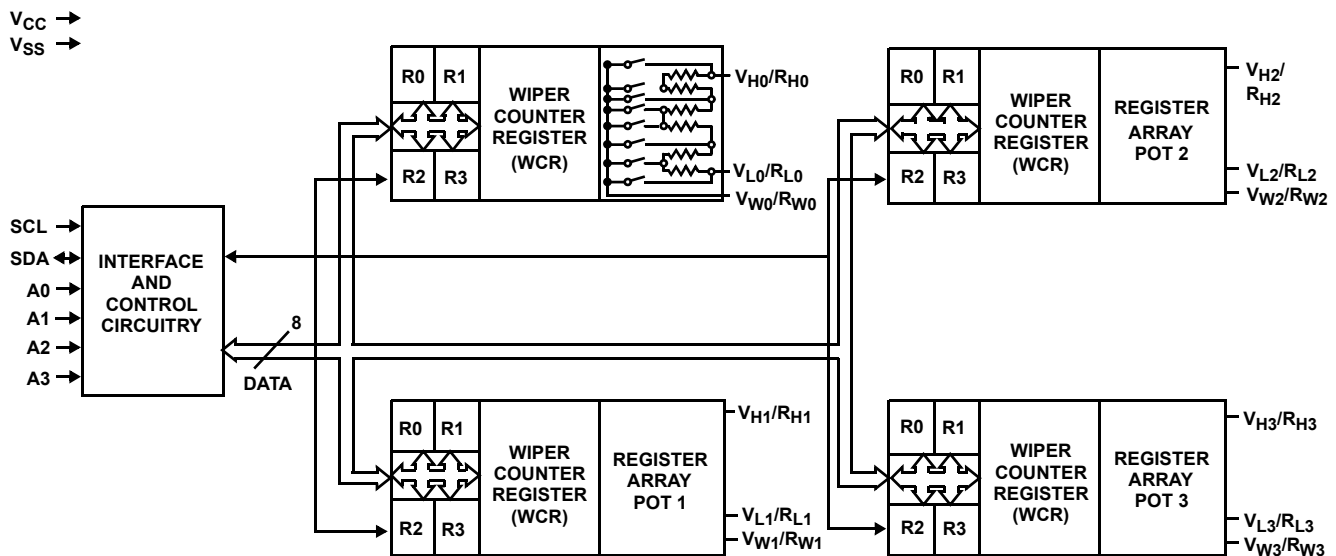 VCC
VSS
R0 R1
R2 R3
WIPER
COUNTER
REGISTER
(WCR)
VH0/RH0
VL0/RL0
VW0/RW0
R0 R1
R2 R3
WIPER
COUNTER
REGISTER
(WCR)
REGISTER
ARRAY
POT 2
VH2/
RH2
VL2/RL2
VW2/RW2
SCL
SDA
A0
A1
A2
A3
INTERFACE
AND
CONTROL
CIRCUITRY
8
DATA
R0 R1
R2 R3
WIPER
COUNTER
REGISTER
(WCR)
REGISTER
ARRAY
POT 1
VH1/RH1
VL1/RL1
VW1/RW1
R0 R1
R2 R3
WIPER
COUNTER
REGISTER
(WCR)
REGISTER
ARRAY
POT 3
VH3/RH3
VL3/RL3
VW3/RW3